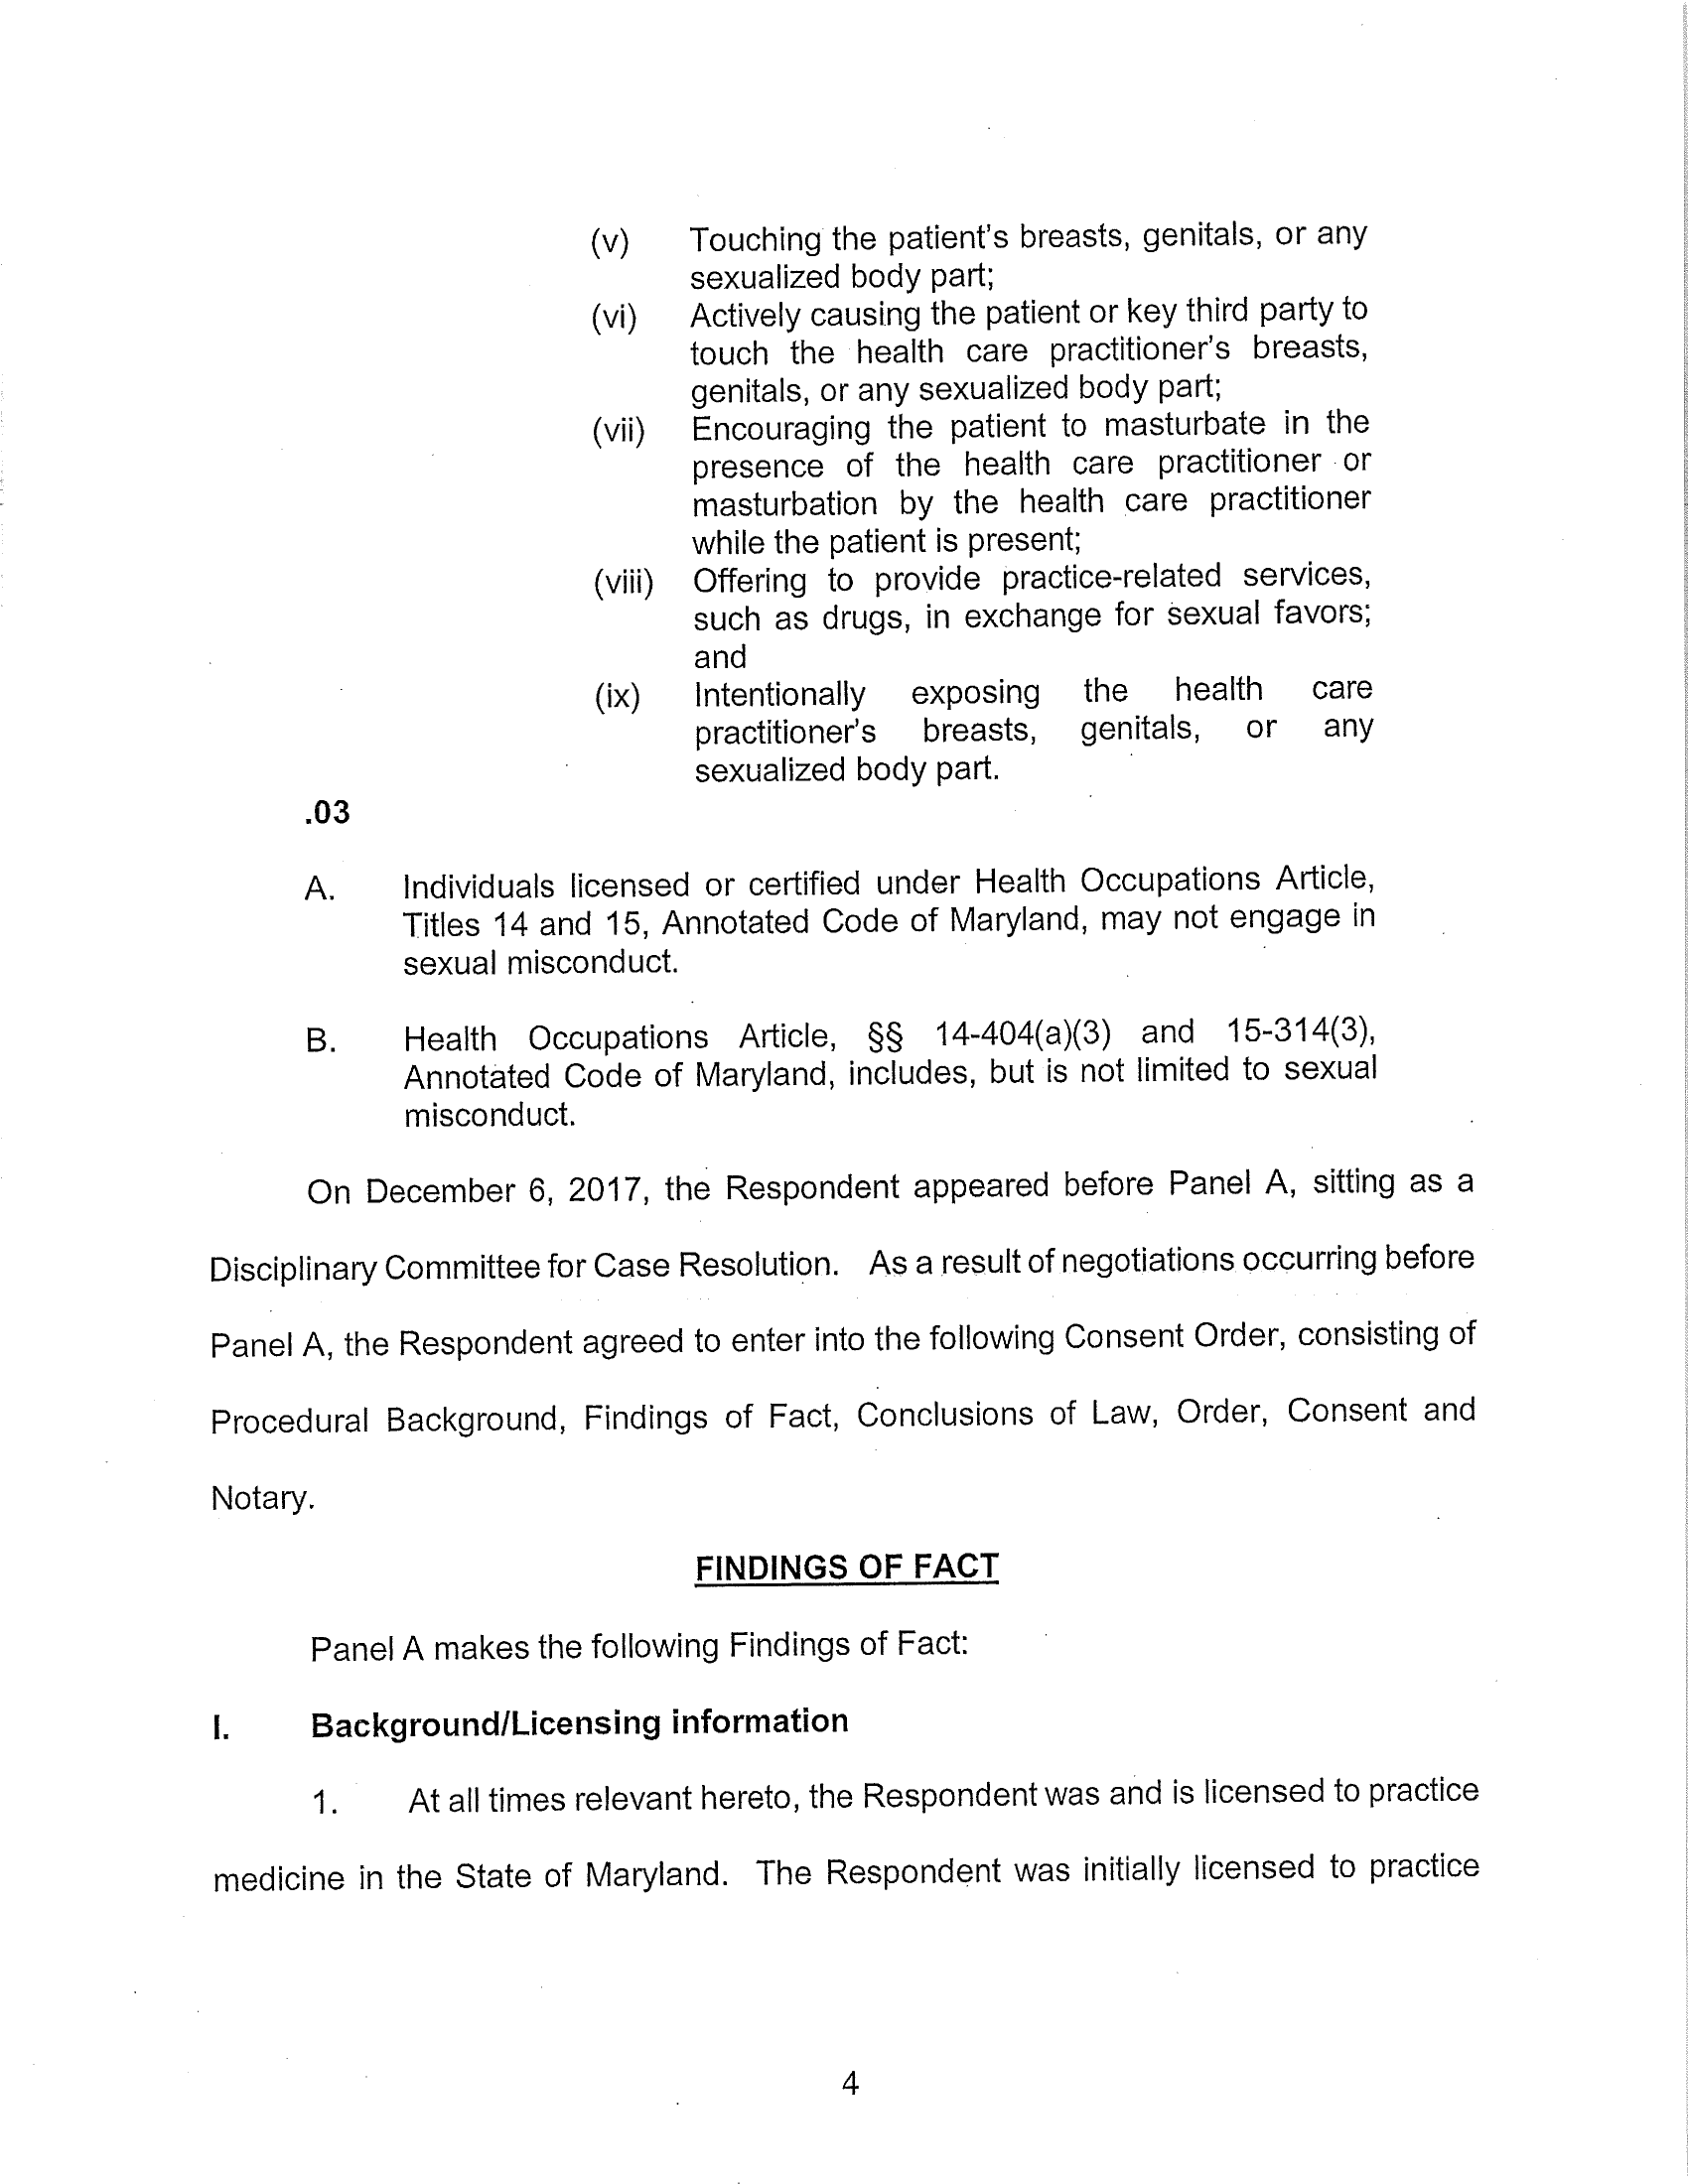 (v) Touching the patient's breasts, genitals, or any
sexualized body part;
(vi) Actively causing the patient or key third party to
touch the health care practitioner's breasts,
genitals, or any sexualized body part;
(vii) Encouraging the patient to masturbate in the
presence of the health care practitioner or
masturbation by the health care practitioner
while the patient is present;
(viii) Offering to provide practice-related services,
such as drugs, in exchange for sexual favors;
and
(ix) Intentionally exposing the health care
practitioner's breasts, genitals, or any
sexualized body part.
.03
A. Individuals licensed or certified under Health Occupations Article,
Titles 14 and 15, Annotated Code of Maryland, may not engage in
sexual misconduct.
B. Health Occupations Article, §§ 14-404(a)(3) and 15-314(3),
Annotated Code of Maryland, includes, but is not limited to sexual
misconduct.
On December 6, 2017, the Respondent appeared before Panel A, sitting as a
Disciplinary Committee for Case Resolution. As a result of negotiations occurring before
Panel A, the Respondent agreed to enter into the following Consent Order, consisting of
Procedural Background, Findings of Fact, Conclusions of Law, Order, Consent and
Notary.
FINDINGS OF FACT
Panel A makes the following Findings of Fact:
I. Background/Licensing information
1. At all times relevant hereto, the Respondent was and is licensed to practice
medicine in the State of Maryland. The Respondent was initially licensed to practice
4